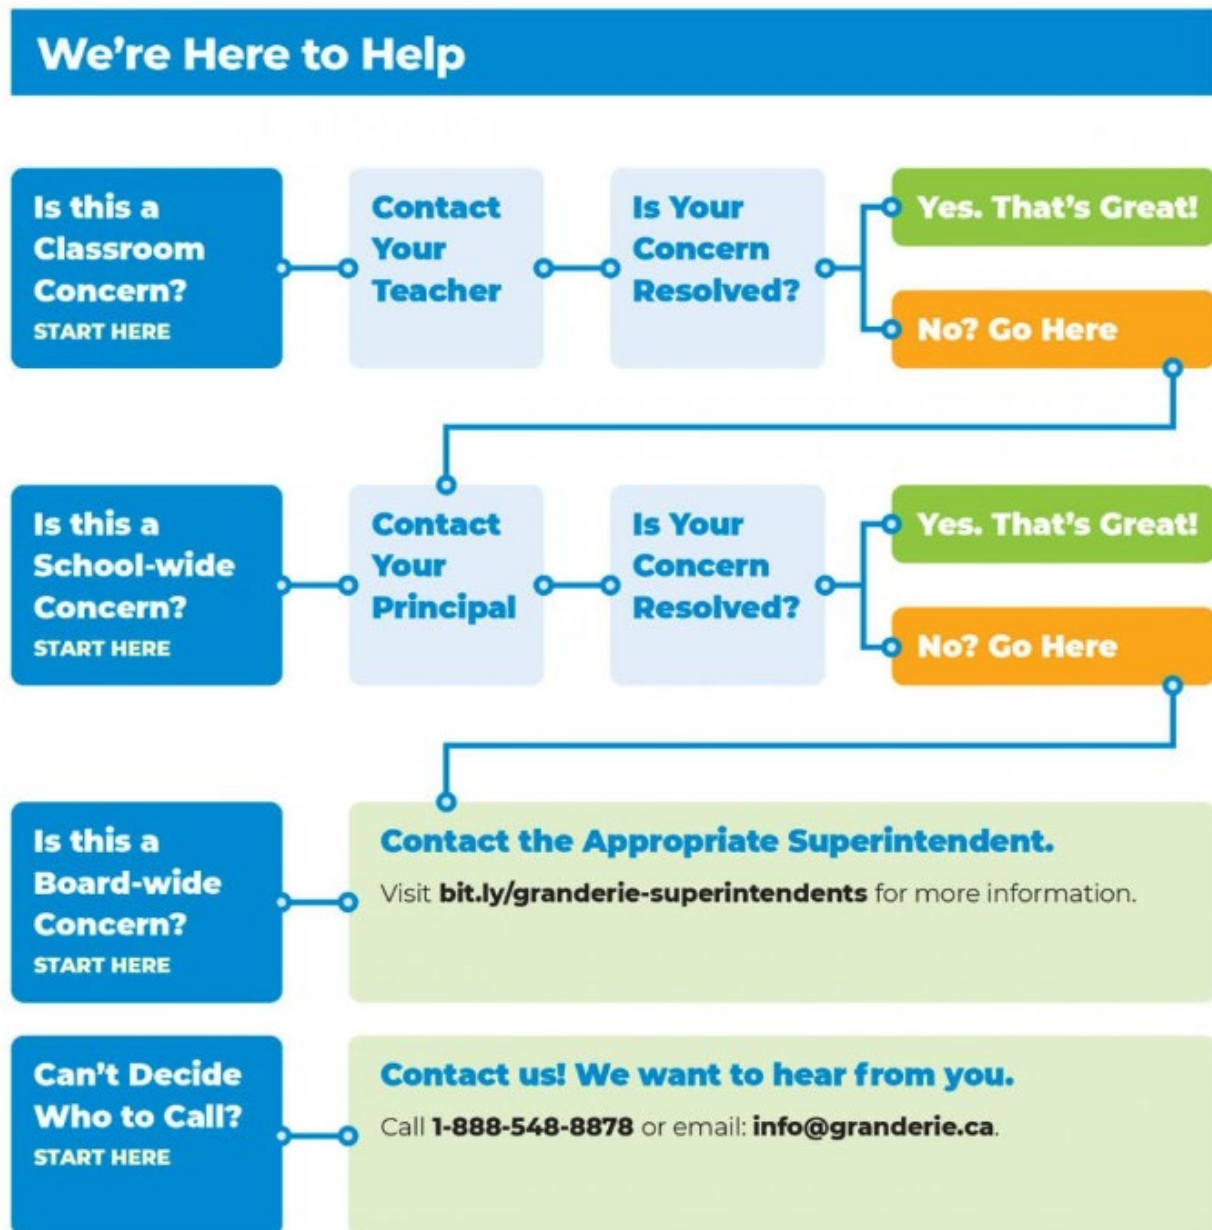 We're Here to Help
Is this a
Classroom
Concern?
START HERE
Contact
Your
Teacher
Is Your
Concern
Resolved?
Yes. That's Great!
No? Go Here
Is this a
School-wide
Concern?
START HERE
Contact
Your
Principal
Is Your
Concern
Resolved?
Yes. That's Great!
No? Go Here
Is this a
Board-wide
Concern?
START HERE
Contact the Appropriate Superintendent.
Visit bit.ly/granderie-superintendents for more information.
Can't Decide
Who to Call?
START HERE
Contact us! We want to hear from you.
Call 1-888-548-8878 or email: info@granderie.ca.